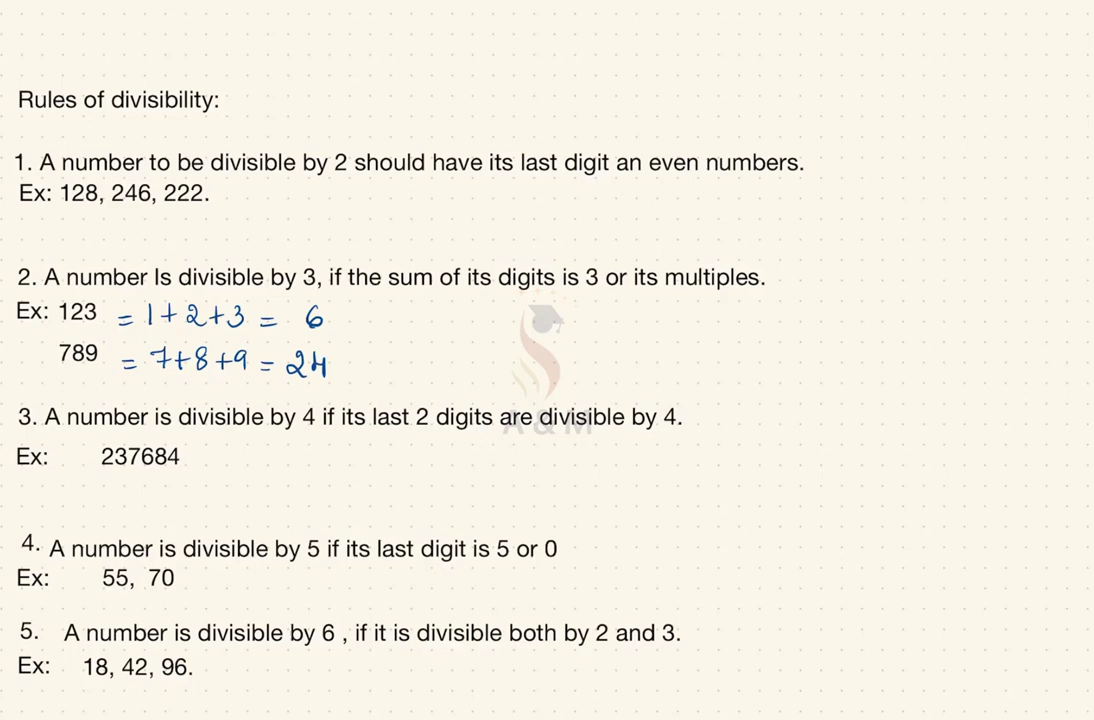 Rules of divisibility:
1. A number to be divisible by 2 should have its last digit an even numbers.
Ex: 128, 246, 222.
2. A number Is divisible by 3, if the sum of its digits is 3 or its multiples.
Ex: 123 = 1+2+3 = 6
789 = 7+8+9 = 24
3. A number is divisible by 4 if its last 2 digits are divisible by 4.
A & M
Ex: 237684
4. A number is divisible by 5 if its last digit is 5 or 0
Ex: 55, 70
5. A number is divisible by 6 , if it is divisible both by 2 and 3.
Ex: 18, 42, 96.